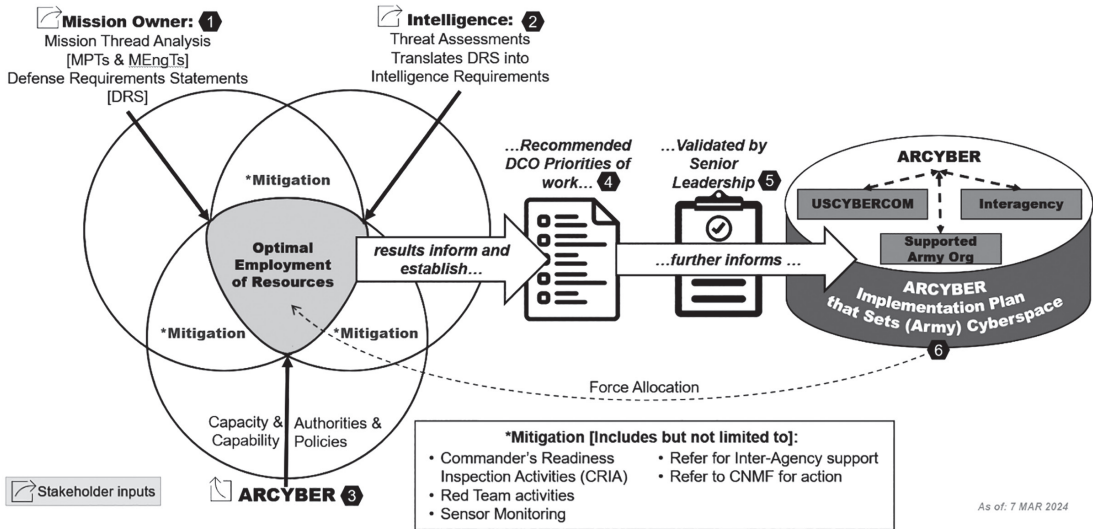 Mission Owner: 1
Mission Thread Analysis
[MPTs & MEngTs]
Defense Requirements Statements
[DRS]
Intelligence: 2
Threat Assessments
Translates DRS into
Intelligence Requirements
*Mitigation
Optimal
Employment
of Resources
*Mitigation
*Mitigation
results inform and
establish…
…Recommended
DCO Priorities of
work… 4
…Validated by
Senior
Leadership 5
…further informs …
ARCYBER
USCYBERCOM
Interagency
Supported
Army Org
ARCYBER
Implementation Plan
that Sets (Army) Cyberspace
6
Force Allocation
Capacity &
Capability
Authorities &
Policies
ARCYBER 3
Stakeholder inputs
*Mitigation [Includes but not limited to]:
• Commander's Readiness
Inspection Activities (CRIA)
• Red Team activities
• Sensor Monitoring
• Refer for Inter-Agency support
• Refer to CNMF for action
As of: 7 MAR 2024